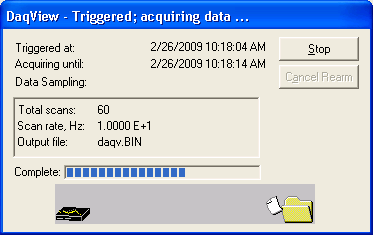 DaqView - Triggered; acquiring data ...
Triggered at: 2/26/2009 10:18:04 AM
Stop
Acquiring until: 2/26/2009 10:18:14 AM
Cancel Rearm
Data Sampling:
Total scans: 60
Scan rate, Hz: 1.0000 E+1
Output file: daqv.BIN
Complete: